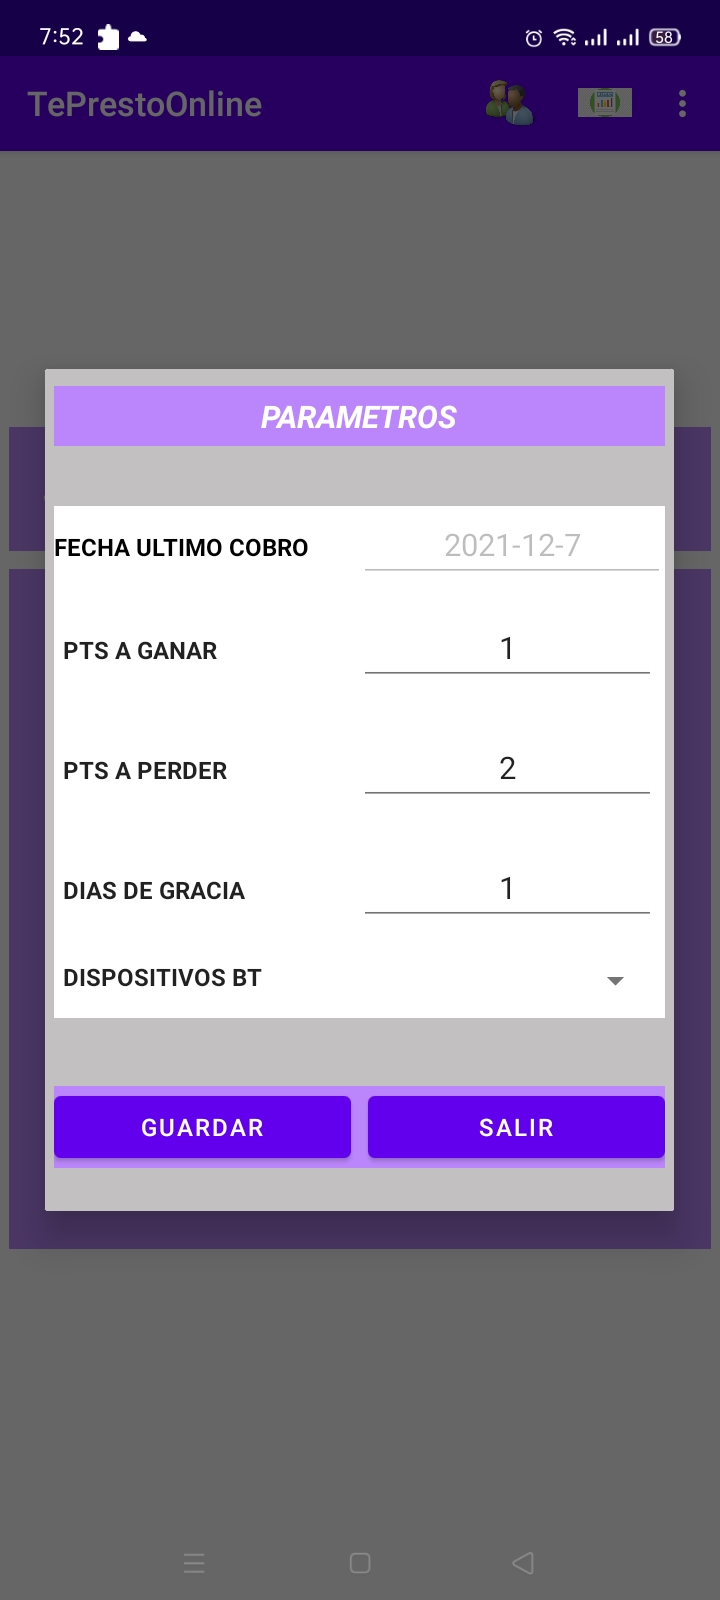 7:52
58
TePrestoOnline
PARAMETROS
FECHA ULTIMO COBRO 2021-12-7
PTS A GANAR 1
PTS A PERDER 2
DIAS DE GRACIA 1
DISPOSITIVOS BT
GUARDAR SALIR